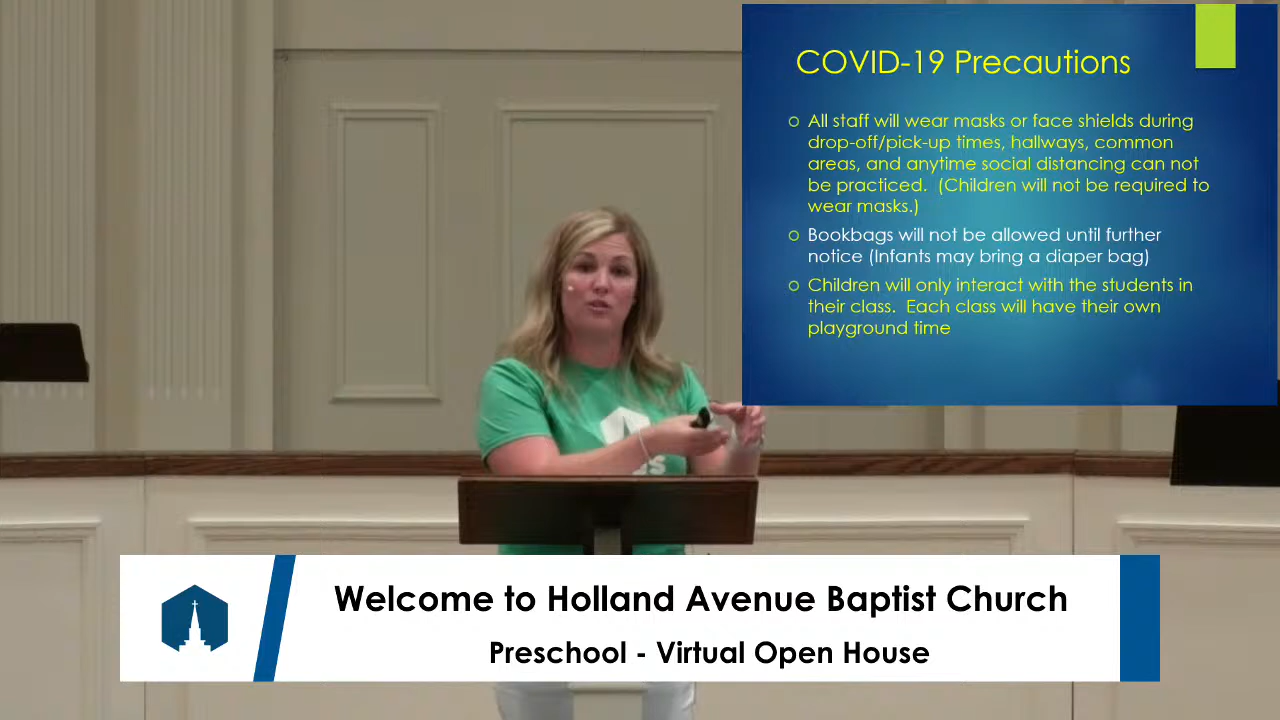 COVID-19 Precautions
All staff will wear masks or face shields during
drop-off/pick-up times, hallways, common
areas, and anytime social distancing can not
be practiced. (Children will not be required to
wear masks.)
Bookbags will not be allowed until further
notice (Infants may bring a diaper bag)
Children will only interact with the students in
their class. Each class will have their own
playground time
Welcome to Holland Avenue Baptist Church
Preschool - Virtual Open House